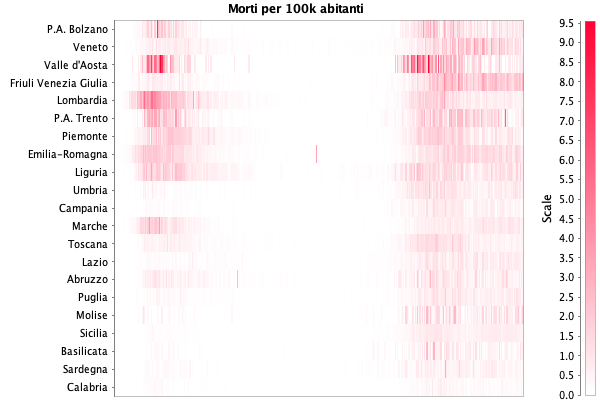 Morti per 100k abitanti
P.A. Bolzano
Veneto
Valle d'Aosta
Friuli Venezia Giulia
Lombardia
P.A. Trento
Piemonte
Emilia-Romagna
Liguria
Umbria
Campania
Marche
Toscana
Lazio
Abruzzo
Puglia
Molise
Sicilia
Basilicata
Sardegna
Calabria
Scale
9.5
9.0
8.5
8.0
7.5
7.0
6.5
6.0
5.5
5.0
4.5
4.0
3.5
3.0
2.5
2.0
1.5
1.0
0.5
0.0